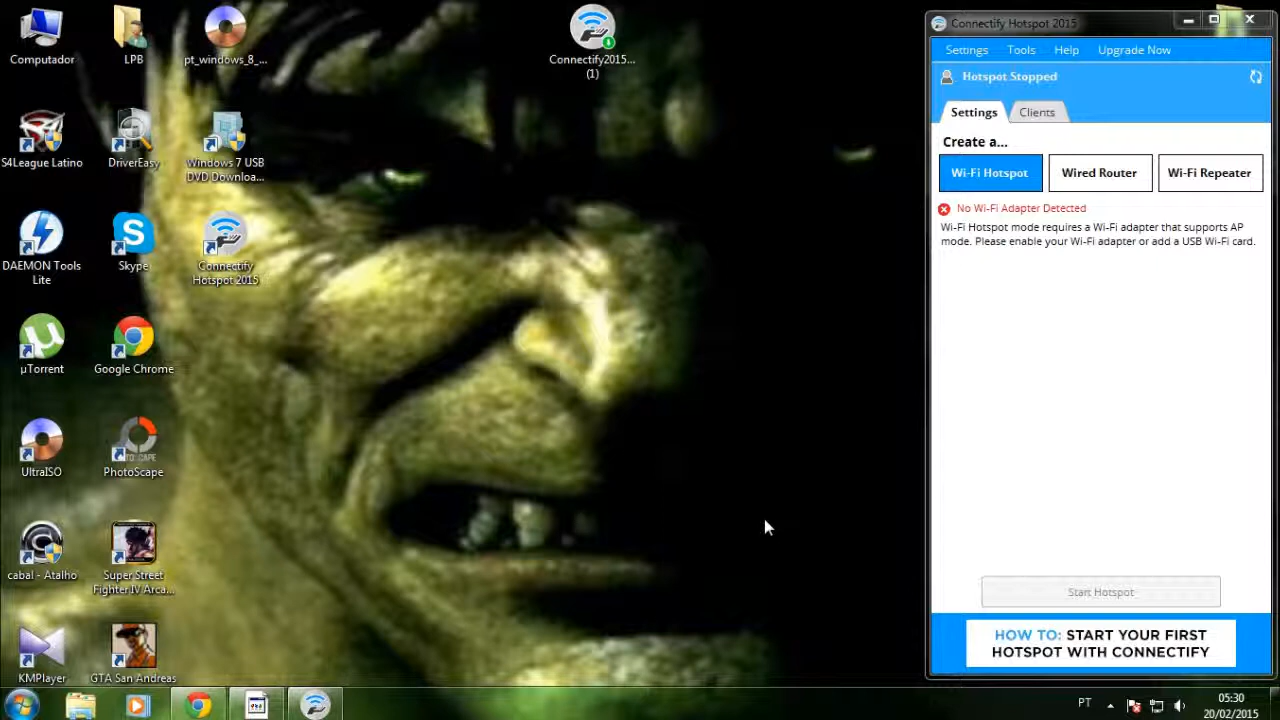 Computador
LPB
pt_windows_8_...
Connectify2015...
(1)
S4League Latino
DriverEasy
Windows 7 USB
DVD Downloa...
DAEMON Tools
Lite
Skype
Connectify
Hotspot 2015
µTorrent
Google Chrome
UltraISO
PhotoScape
cabal - Atalho
Super Street
Fighter IV Arca...
KMPlayer
GTA San Andreas
Connectify Hotspot 2015
Settings Tools Help Upgrade Now
Hotspot Stopped
Settings Clients
Create a...
Wi-Fi Hotspot Wired Router Wi-Fi Repeater
No Wi-Fi Adapter Detected
Wi-Fi Hotspot mode requires a Wi-Fi adapter that supports AP
mode. Please enable your Wi-Fi adapter or add a USB Wi-Fi card.
Start Hotspot
HOW TO: START YOUR FIRST
HOTSPOT WITH CONNECTIFY
PT
05:30
20/02/2015